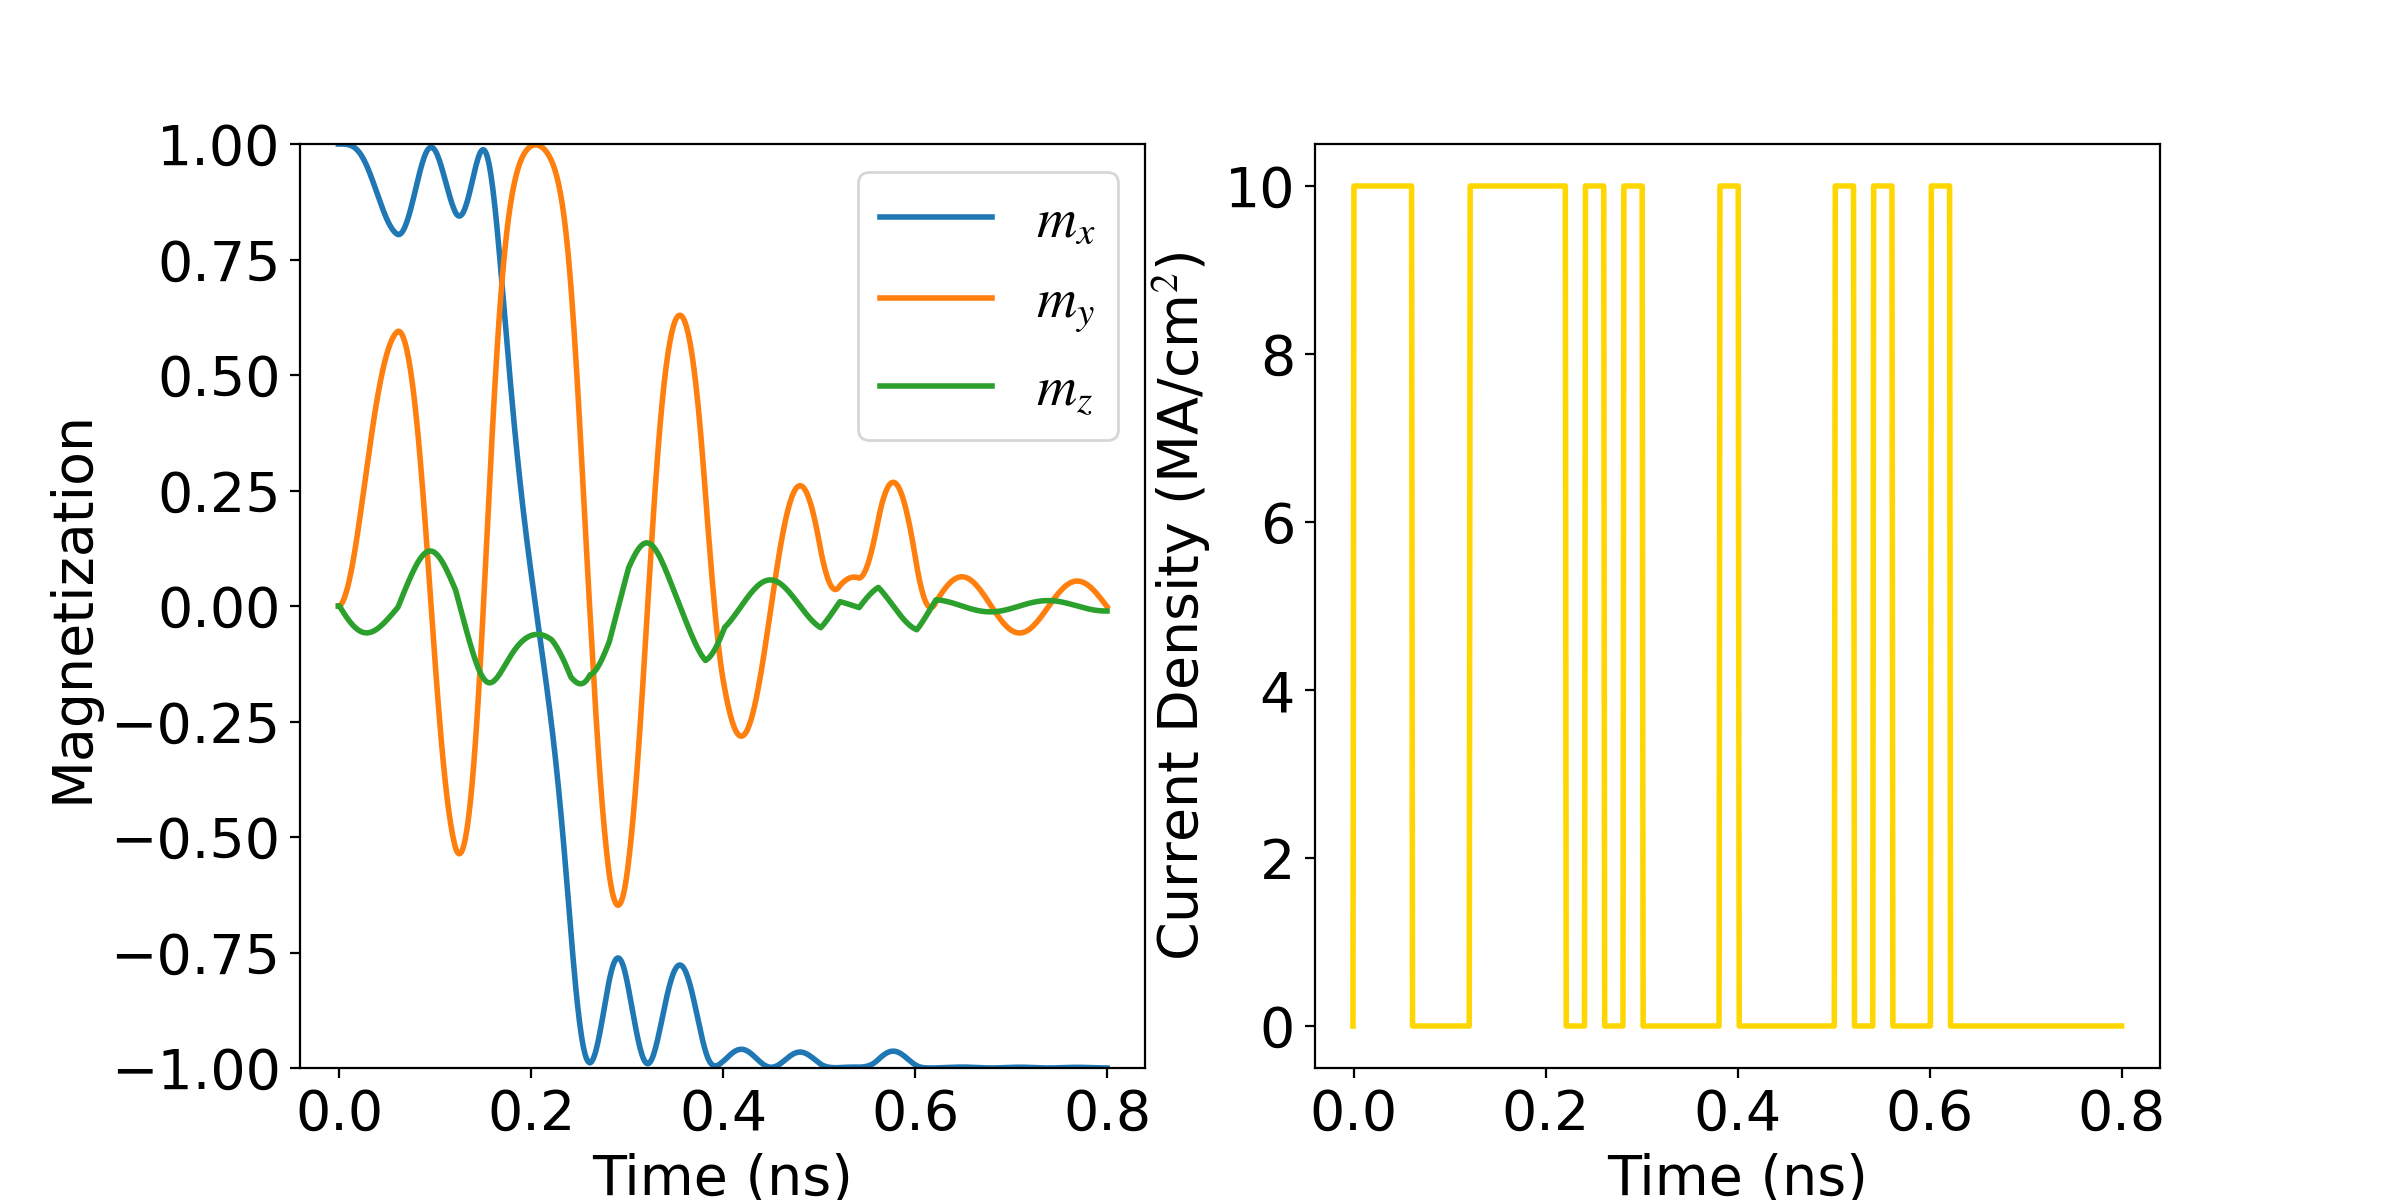 Magnetization
1.00
0.75
0.50
0.25
0.00
−0.25
−0.50
−0.75
−1.00
0.0 0.2 0.4 0.6 0.8
Time (ns)
m_x
m_y
m_z
Current Density (MA/cm²)
10
8
6
4
2
0
0.0 0.2 0.4 0.6 0.8
Time (ns)